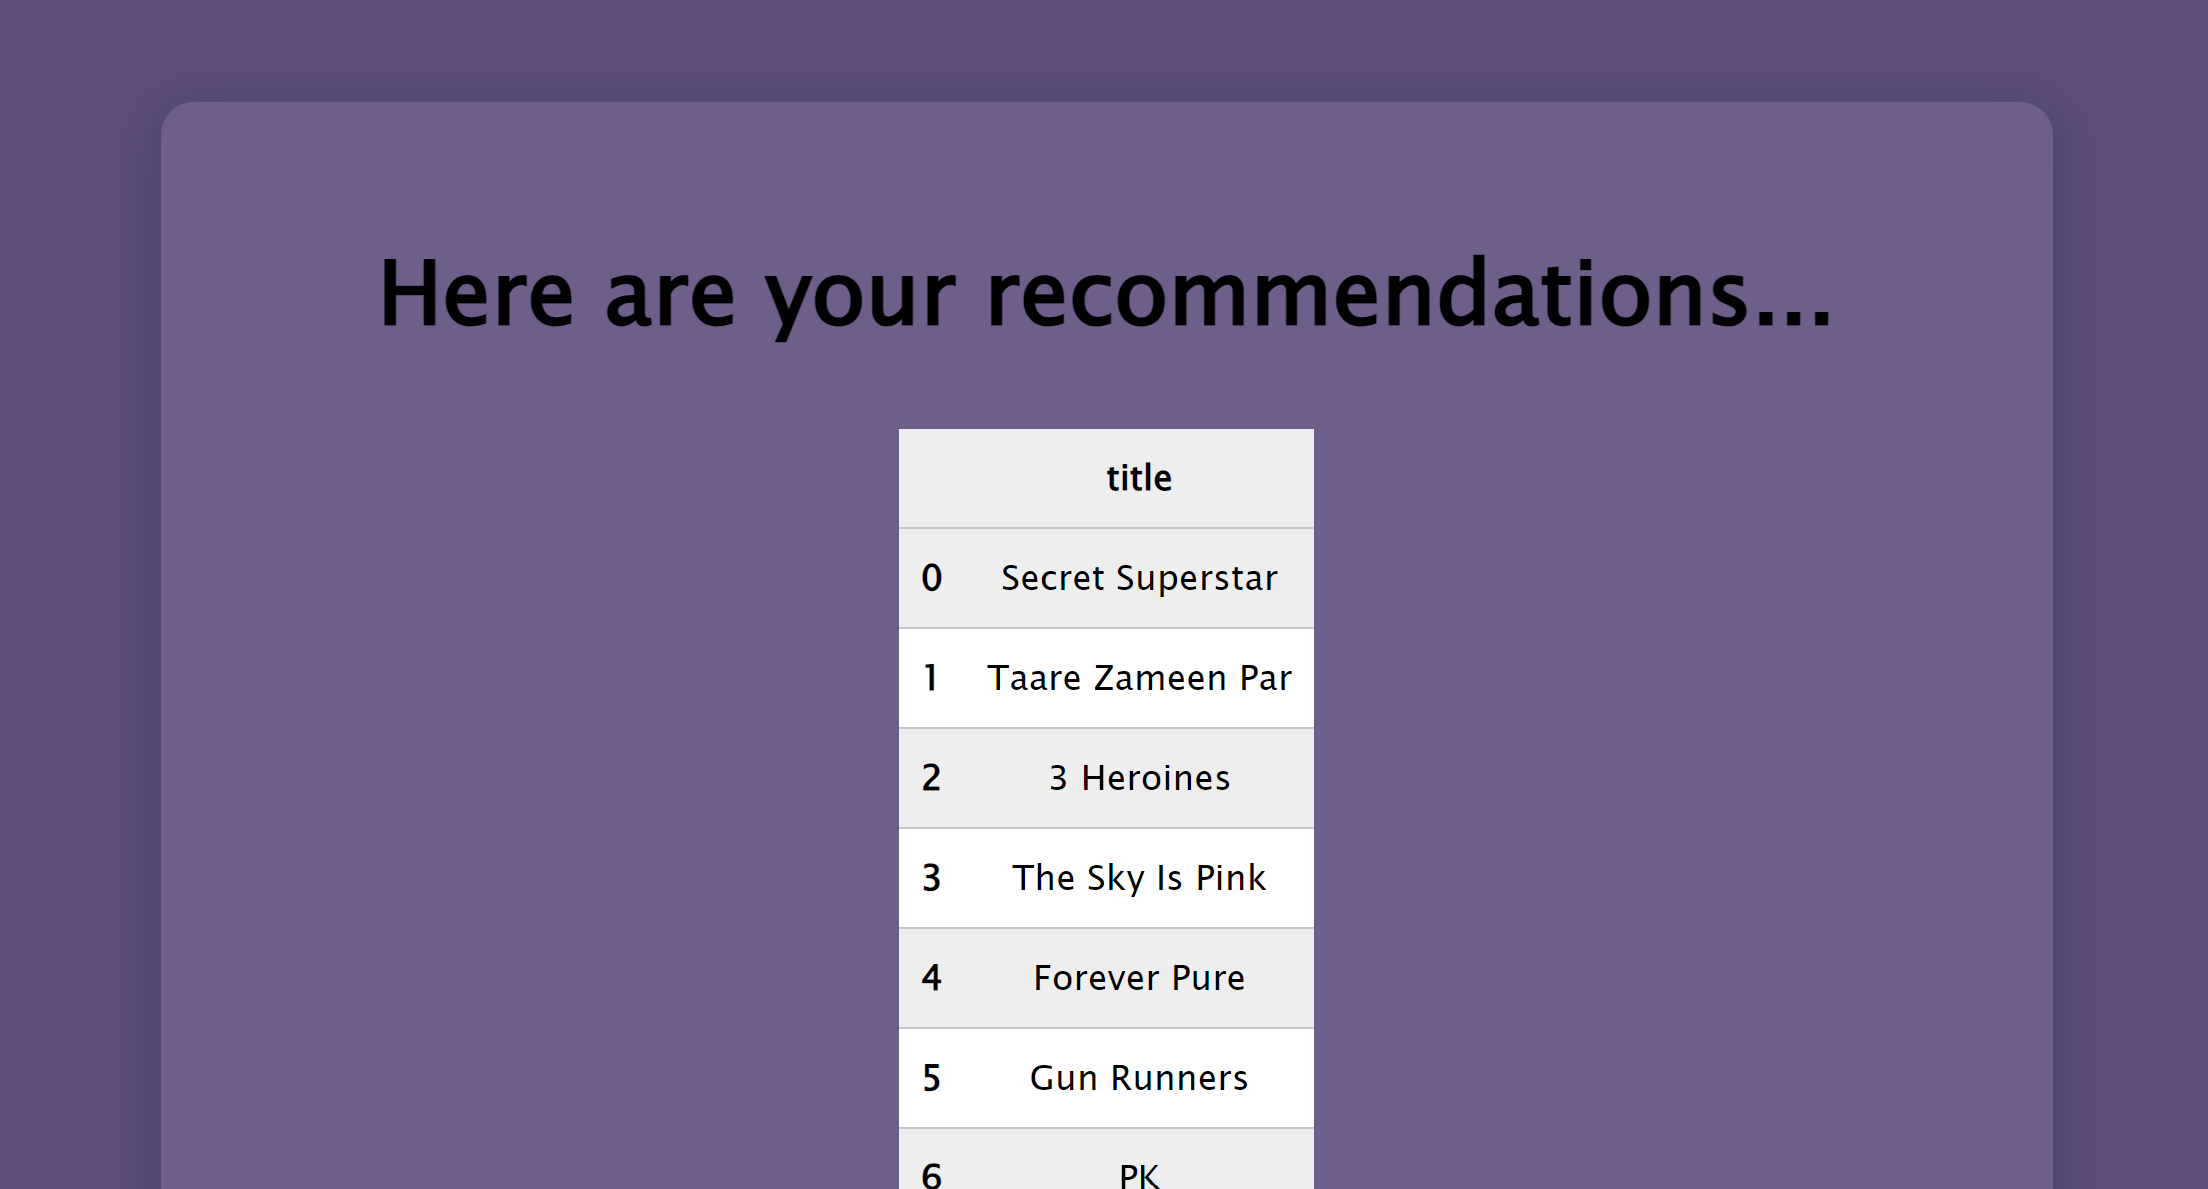 Here are your recommendations...
title
0 Secret Superstar
1 Taare Zameen Par
2 3 Heroines
3 The Sky Is Pink
4 Forever Pure
5 Gun Runners
6 PK